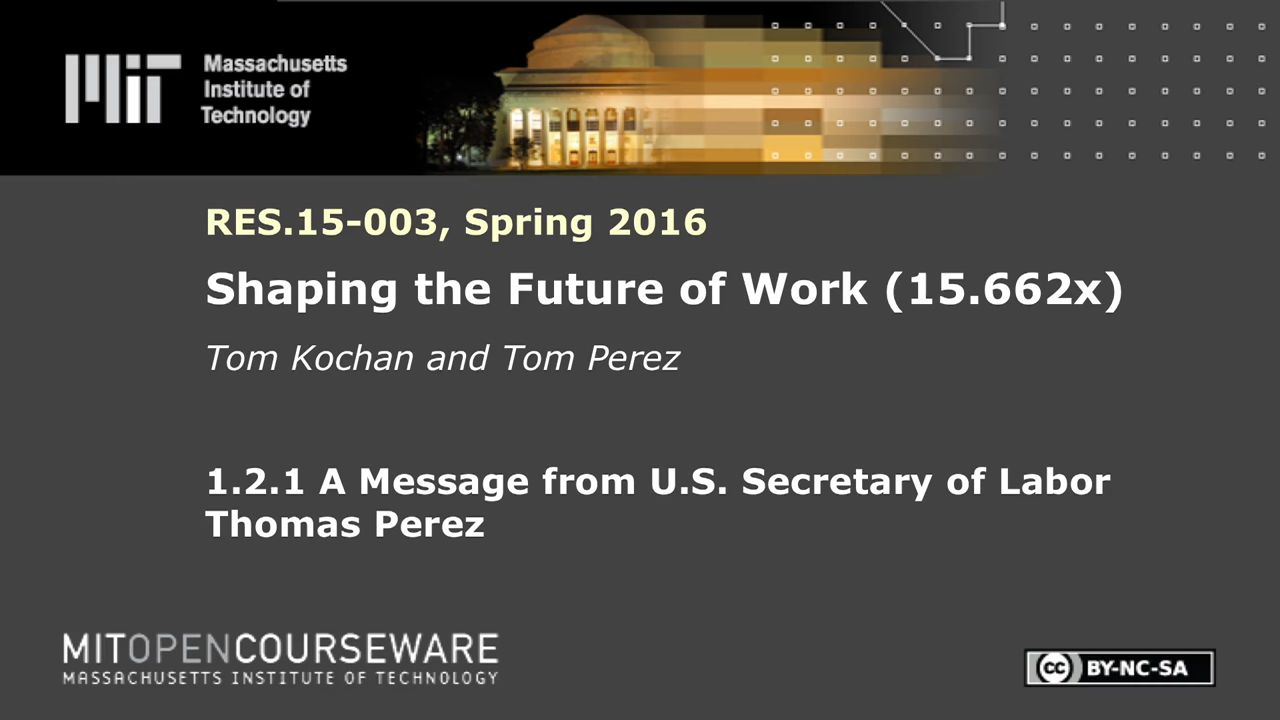 MIT
Massachusetts
Institute of
Technology
RES.15-003, Spring 2016
Shaping the Future of Work (15.662x)
Tom Kochan and Tom Perez
1.2.1 A Message from U.S. Secretary of Labor
Thomas Perez
MITOPENCOURSEWARE
MASSACHUSETTS INSTITUTE OF TECHNOLOGY
cc BY-NC-SA